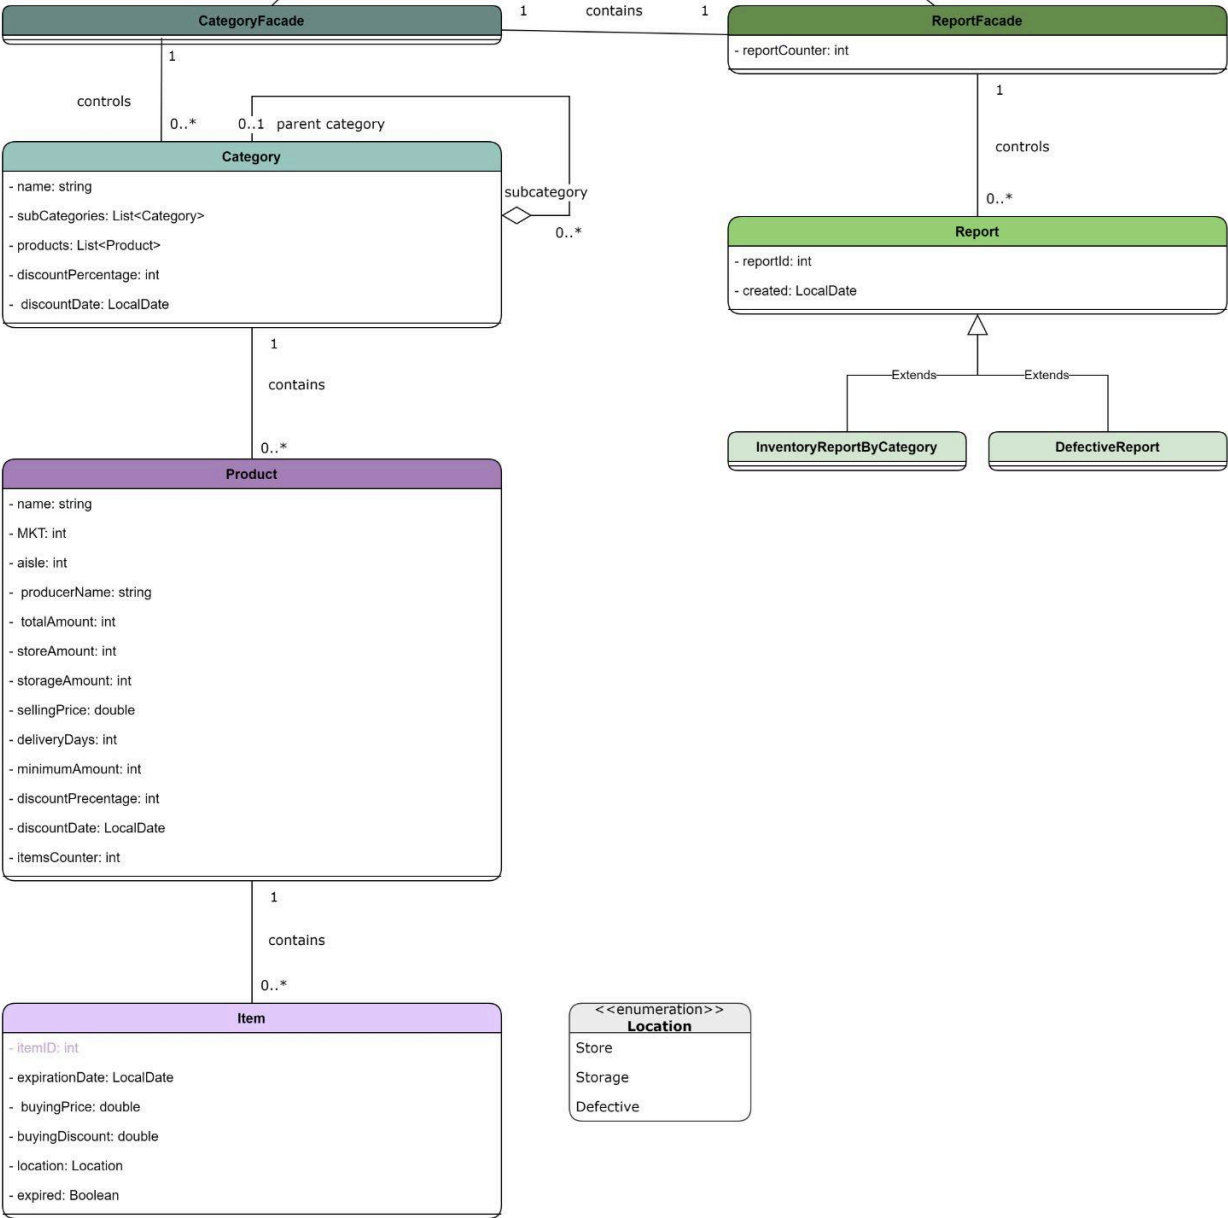 CategoryFacade
1 contains 1
ReportFacade
- reportCounter: int
1
controls
0..*
0..1 parent category
subcategory
0..*
Category
- name: string
- subCategories: List<Category>
- products: List<Product>
- discountPercentage: int
- discountDate: LocalDate
1
controls
0..*
Report
- reportId: int
- created: LocalDate
Extends
Extends
InventoryReportByCategory
DefectiveReport
1
contains
0..*
Product
- name: string
- MKT: int
- aisle: int
- producerName: string
- totalAmount: int
- storeAmount: int
- storageAmount: int
- sellingPrice: double
- deliveryDays: int
- minimumAmount: int
- discountPrecentage: int
- discountDate: LocalDate
- itemsCounter: int
1
contains
0..*
Item
- itemID: int
- expirationDate: LocalDate
- buyingPrice: double
- buyingDiscount: double
- location: Location
- expired: Boolean
<<enumeration>>
Location
Store
Storage
Defective